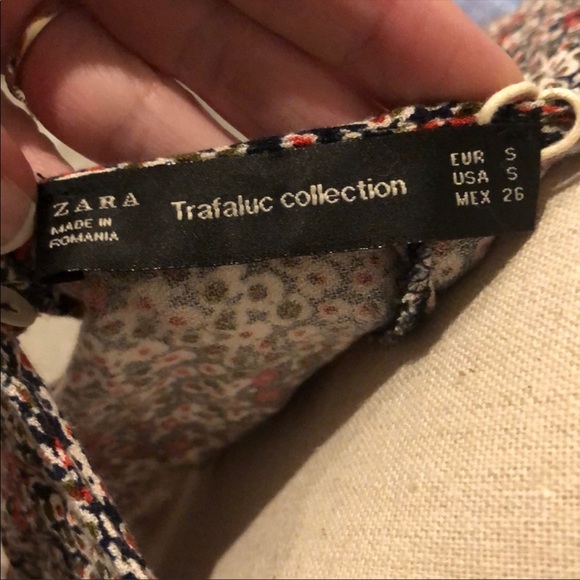 ZARA
MADE IN
ROMANIA
Trafaluc collection
EUR S
USA S
MEX 26